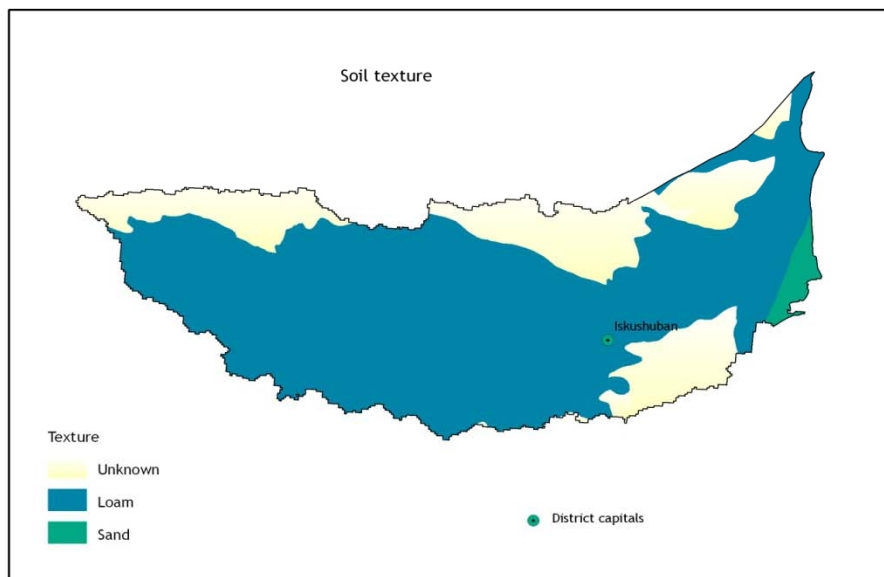 Soil texture
Iskushuban
Texture
Unknown
Loam
Sand
District capitals